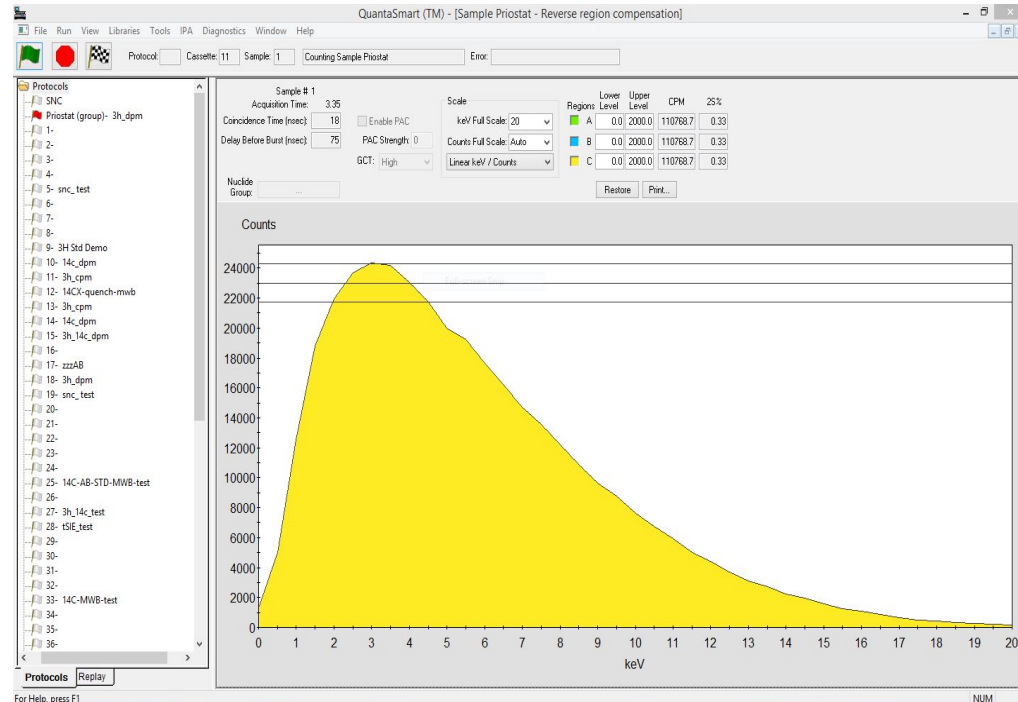 QuantaSmart (TM) - [Sample Priostat - Reverse region compensation]
File Run View Libraries Tools IPA Diagnostics Window Help
Protocol: Cassette: 11 Sample: 1 Counting Sample Priostat Error:
Protocols
SNC
Priostat (group)- 3h_dpm
1-
2-
3-
4-
5- snc_ test
6-
7-
8-
9- 3H Std Demo
10- 14c_dpm
11- 3h_cpm
12- 14CX-quench-mwb
13- 3h_cpm
14- 14c_dpm
15- 3h_14c_dpm
16-
17- zzzAB
18- 3h_dpm
19- snc_test
20-
21-
22-
23-
24-
25- 14C-AB-STD-MWB-test
26-
27- 3h_14c_test
28- tSIE_test
29-
30-
31-
32-
33- 14C-MWB-test
34-
35-
36-
Protocols Replay
Sample # 1
Acquisition Time: 3.35
Coincidence Time (nsec): 18
Delay Before Burst (nsec): 75
Enable PAC
PAC Strength: 0
GCT: High
Nuclide
Group: ...
Scale
keV Full Scale: 20
Counts Full Scale: Auto
Linear keV / Counts
Regions Lower Level Upper Level CPM 2S%
A 0.0 2000.0 110768.7 0.33
B 0.0 2000.0 110768.7 0.33
C 0.0 2000.0 110768.7 0.33
Restore Print...
Counts
24000
22000
20000
18000
16000
14000
12000
10000
8000
6000
4000
2000
0
0 1 2 3 4 5 6 7 8 9 10 11 12 13 14 15 16 17 18 19 20
keV
For Help, press F1 NUM